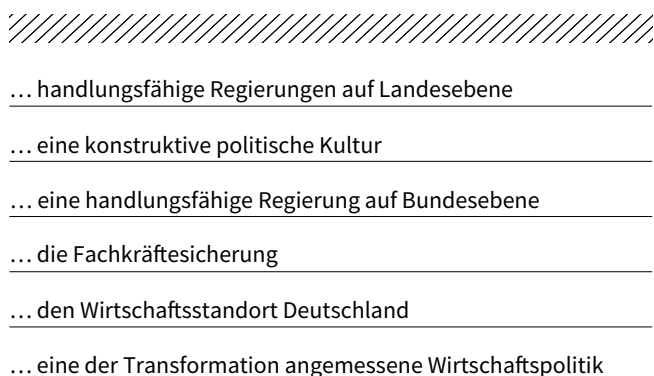 … handlungsfähige Regierungen auf Landesebene
… eine konstruktive politische Kultur
… eine handlungsfähige Regierung auf Bundesebene
… die Fachkräftesicherung
… den Wirtschaftsstandort Deutschland
… eine der Transformation angemessene Wirtschaftspolitik